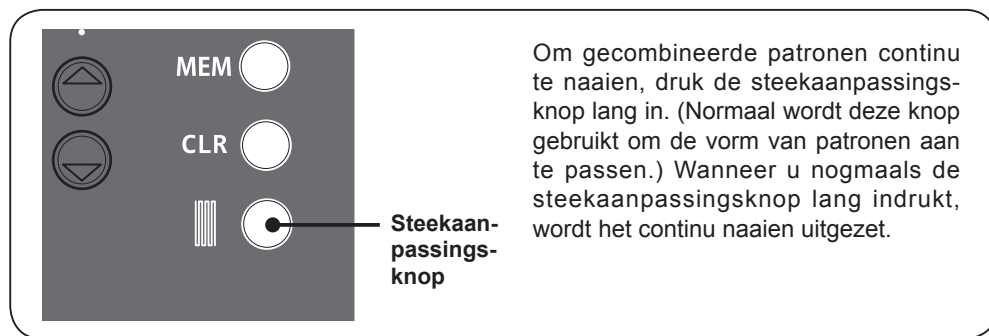 MEM
CLR
Steekaan-
passings-
knop
Om gecombineerde patronen continu
te naaien, druk de steekaanpassings-
knop lang in. (Normaal wordt deze knop
gebruikt om de vorm van patronen aan
te passen.) Wanneer u nogmaals de
steekaanpassingsknop lang indrukt,
wordt het continu naaien uitgezet.